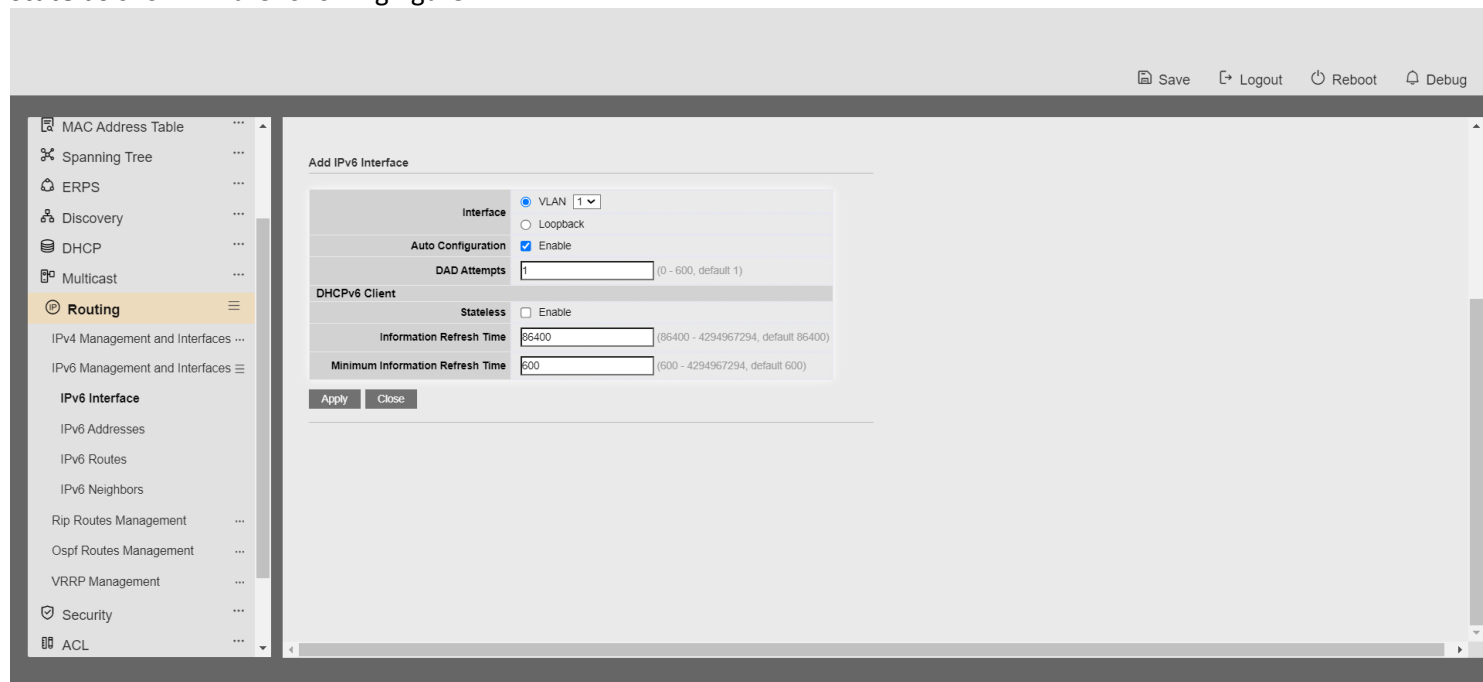 Save Logout Reboot Debug
MAC Address Table
Spanning Tree
ERPS
Discovery
DHCP
Multicast
Routing
IPv4 Management and Interfaces
IPv6 Management and Interfaces
IPv6 Interface
IPv6 Addresses
IPv6 Routes
IPv6 Neighbors
Rip Routes Management
Ospf Routes Management
VRRP Management
Security
ACL
Add IPv6 Interface
Interface VLAN 1
Loopback
Auto Configuration Enable
DAD Attempts 1 (0 - 600, default 1)
DHCPv6 Client
Stateless Enable
Information Refresh Time 86400 (86400 - 4294967294, default 86400)
Minimum Information Refresh Time 600 (600 - 4294967294, default 600)
Apply Close